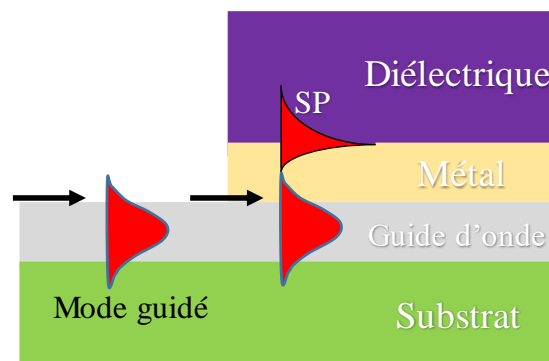 Diélectrique
SP
Métal
Guide d'onde
Mode guidé
Substrat